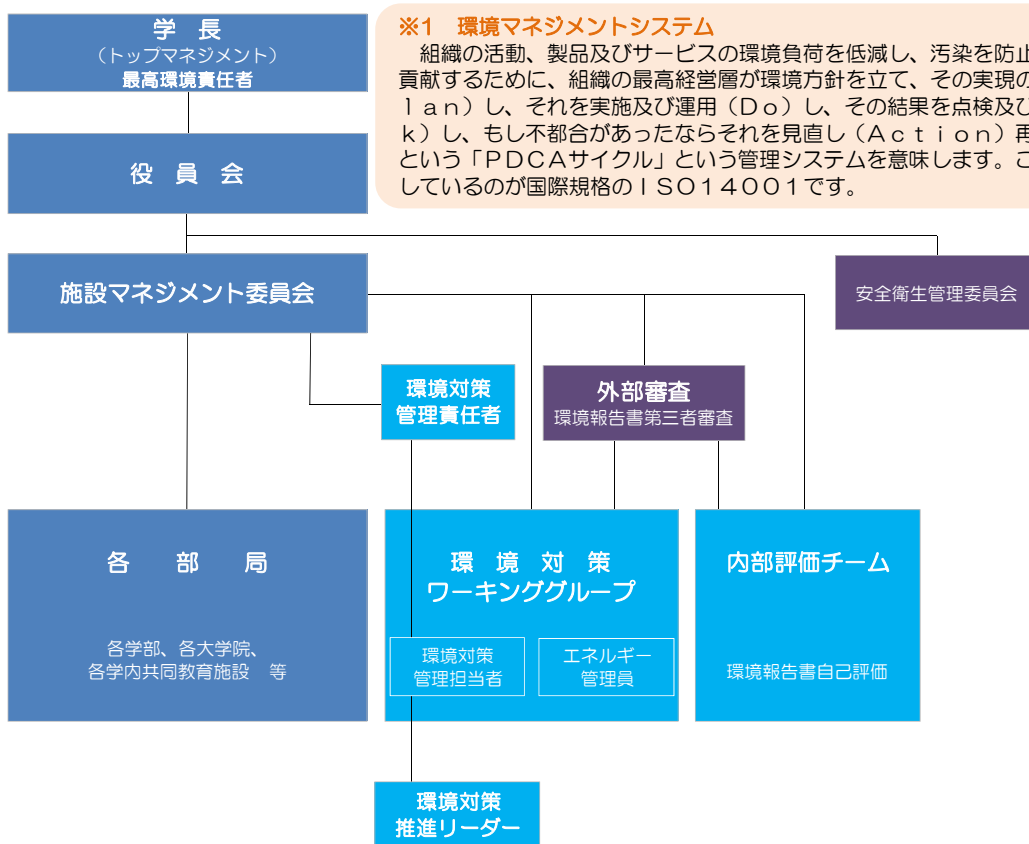 学 長
（トップマネジメント）
最高環境責任者
※1　環境マネジメントシステム
　組織の活動、製品及びサービスの環境負荷を低減し、汚染を防止
貢献するために、組織の最高経営層が環境方針を立て、その実現の
ｌａｎ）し、それを実施及び運用（Ｄｏ）し、その結果を点検及び
ｋ）し、もし不都合があったならそれを見直し（Ａｃｔｉｏｎ）再
という「ＰＤＣＡサイクル」という管理システムを意味します。こ
しているのが国際規格のＩＳＯ１４００１です。
役　員　会
施設マネジメント委員会
安全衛生管理委員会
環境対策
管理責任者
外部審査
環境報告書第三者審査
各　部　局
各学部、各大学院、
各学内共同教育施設　等
環　境　対　策
ワーキンググループ
環境対策
管理担当者
エネルギー
管理員
内部評価チーム
環境報告書自己評価
環境対策
推進リーダー